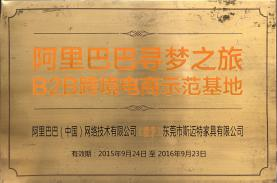 阿里巴巴寻梦之旅
B2B跨境电商示范基地
阿里巴巴（中国）网络技术有限公司（授予）东莞市斯迈特家具有限公司
有效期：2015年9月24日 至 2016年9月23日